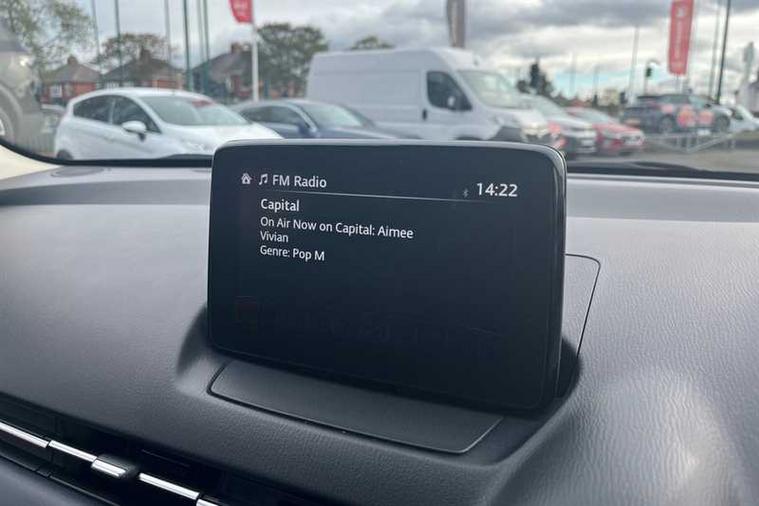 FM Radio 14:22
Capital
On Air Now on Capital: Aimee
Vivian
Genre: Pop M